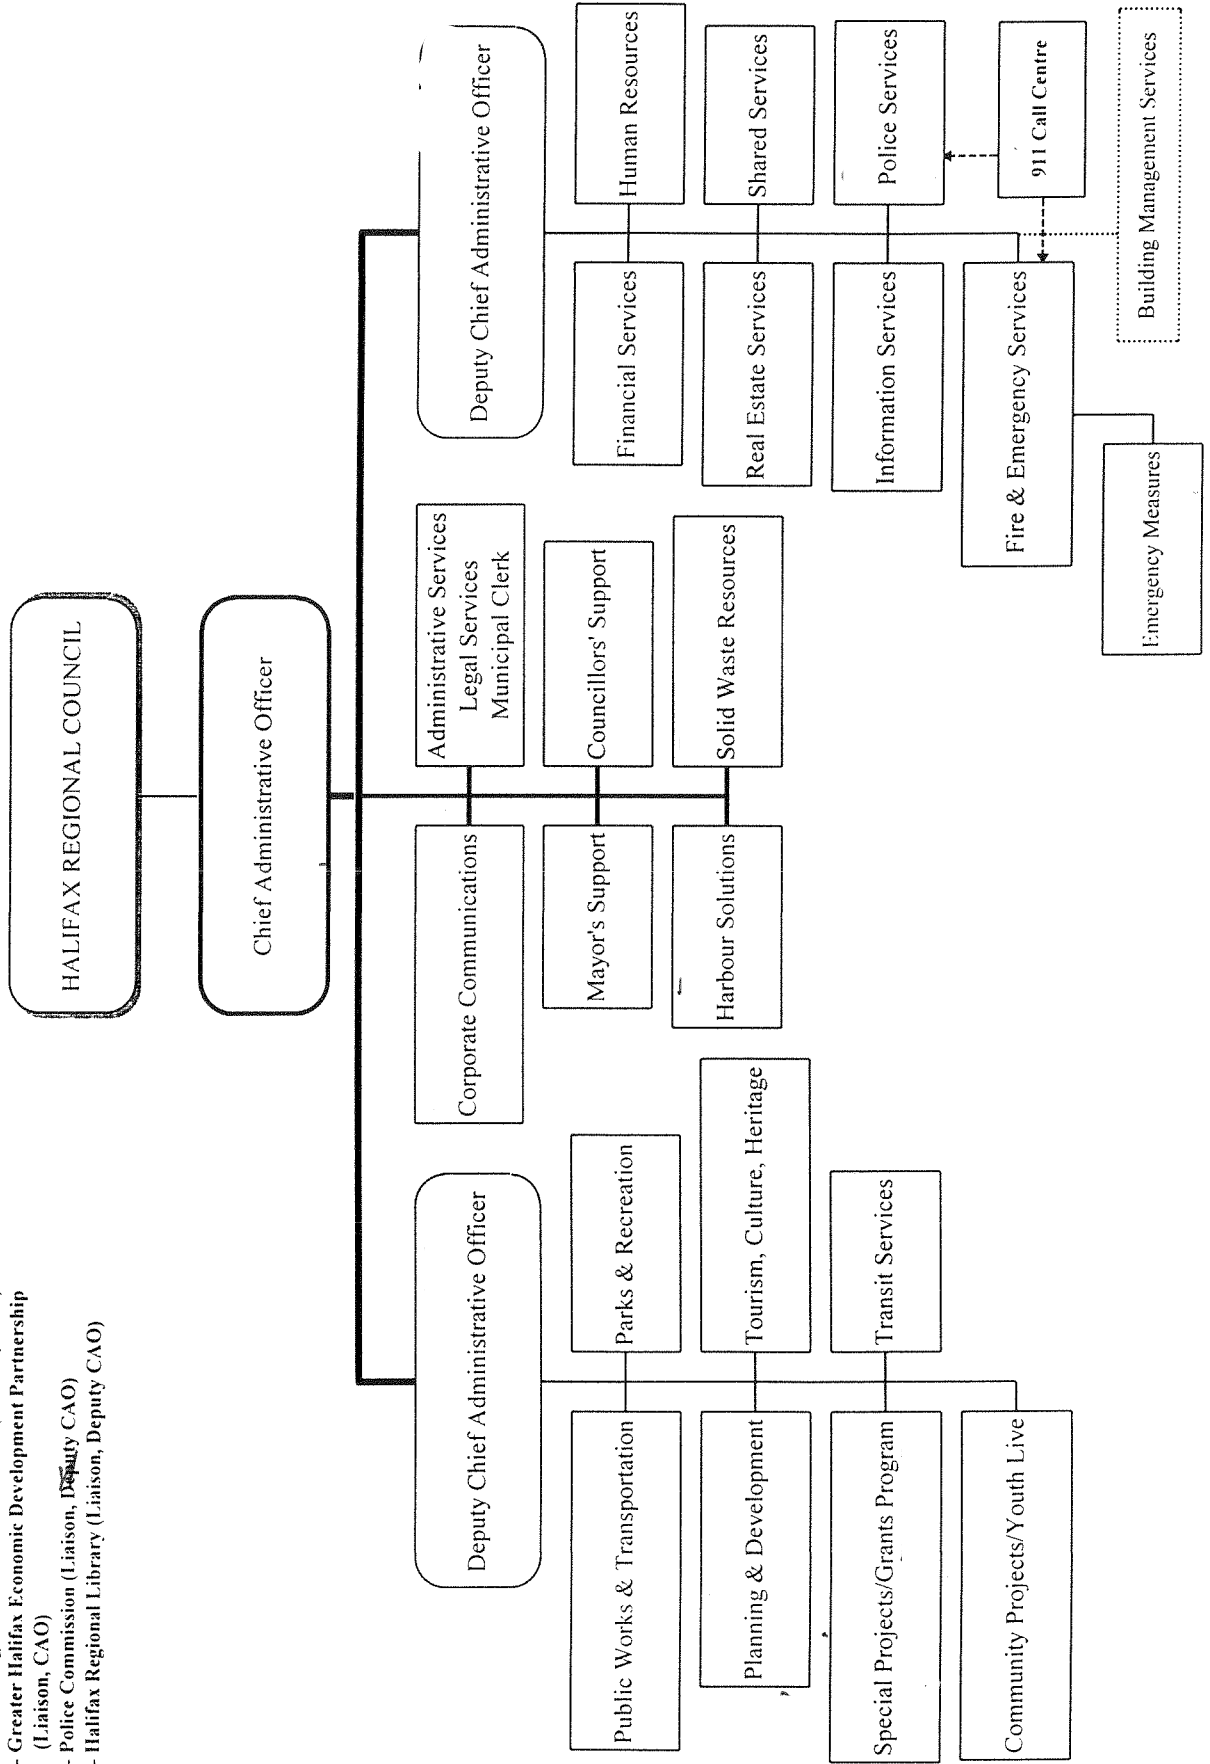 - Greater Halifax Economic Development Partnership
(Liaison, CAO)
- Police Commission (Liaison, Deputy CAO)
- Halifax Regional Library (Liaison, Deputy CAO)
HALIFAX REGIONAL COUNCIL
Chief Administrative Officer
Deputy Chief Administrative Officer
Public Works & Transportation
Parks & Recreation
Planning & Development
Tourism, Culture, Heritage
Special Projects/Grants Program
Transit Services
Community Projects/Youth Live
Corporate Communications
Administrative Services
Legal Services
Municipal Clerk
Mayor's Support
Councillors' Support
Harbour Solutions
Solid Waste Resources
Deputy Chief Administrative Officer
Financial Services
Human Resources
Real Estate Services
Shared Services
Information Services
Police Services
Fire & Emergency Services
911 Call Centre
Emergency Measures
Building Management Services